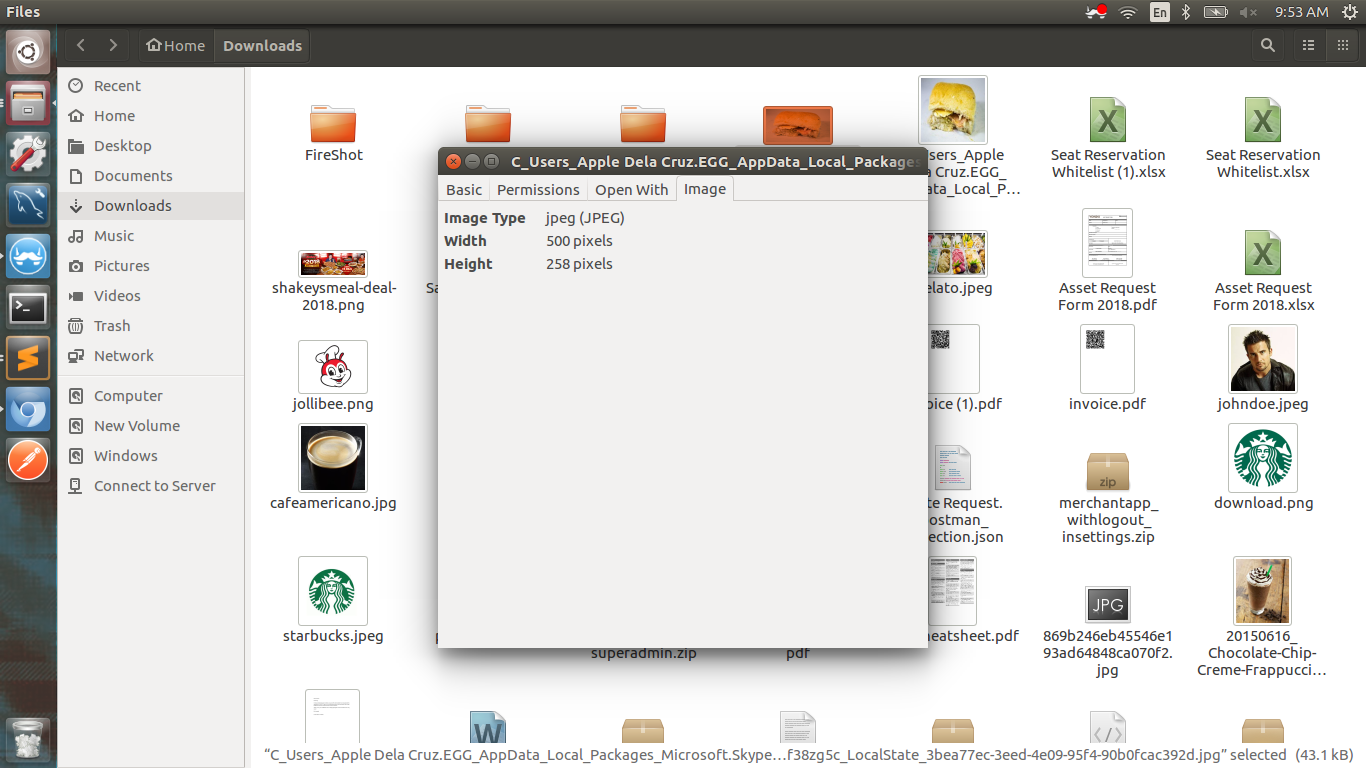 Files
En
9:53 AM
Home
Downloads
Recent
Home
Desktop
Documents
Downloads
Music
Pictures
Videos
Trash
Network
Computer
New Volume
Windows
Connect to Server
FireShot
sers_Apple
a Cruz.EGG_
ata_Local_P…
Seat Reservation
Whitelist (1).xlsx
Seat Reservation
Whitelist.xlsx
C_Users_Apple Dela Cruz.EGG_AppData_Local_Packages
Basic
Permissions
Open With
Image
Image Type
jpeg (JPEG)
Width
500 pixels
Height
258 pixels
shakeysmeal-deal-
2018.png
Sa
elato.jpeg
Asset Request
Form 2018.pdf
Asset Request
Form 2018.xlsx
jollibee.png
oice (1).pdf
invoice.pdf
johndoe.jpeg
cafeamericano.jpg
te Request.
ostman_
ection.json
zip
merchantapp_
withlogout_
insettings.zip
download.png
starbucks.jpeg
superadmin.zip
pdf
eatsheet.pdf
JPG
869b246eb45546e1
93ad64848ca070f2.
jpg
20150616_
Chocolate-Chip-
Creme-Frappucci…
"C_Users_Apple Dela Cruz.EGG_AppData_Local_Packages_Microsoft.Skype…f38zg5c_LocalState_3bea77ec-3eed-4e09-95f4-90b0fcac392d.jpg" selected (43.1 kB)